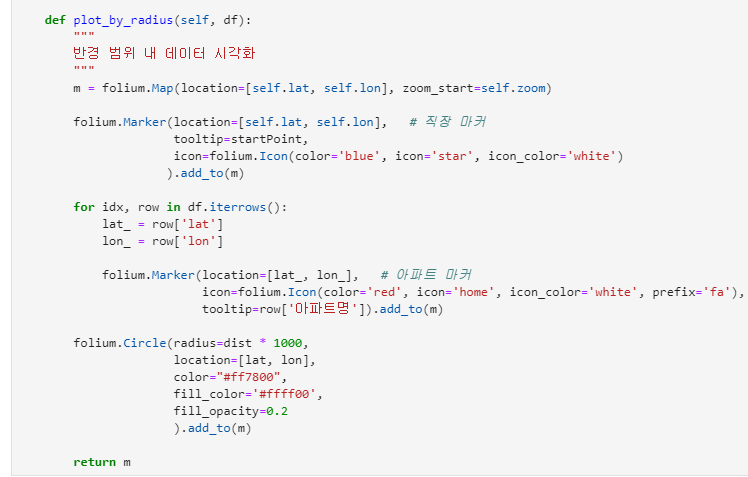 def plot_by_radius(self, df):
"""
반경 범위 내 데이터 시각화
"""
m = folium.Map(location=[self.lat, self.lon], zoom_start=self.zoom)
folium.Marker(location=[self.lat, self.lon],   # 직장 마커
tooltip=startPoint,
icon=folium.Icon(color='blue', icon='star', icon_color='white')
).add_to(m)
for idx, row in df.iterrows():
lat_ = row['lat']
lon_ = row['lon']
folium.Marker(location=[lat_, lon_],   # 아파트 마커
icon=folium.Icon(color='red', icon='home', icon_color='white', prefix='fa'),
tooltip=row['아파트명']).add_to(m)
folium.Circle(radius=dist * 1000,
location=[lat, lon],
color="#ff7800",
fill_color='#ffff00',
fill_opacity=0.2
).add_to(m)
return m